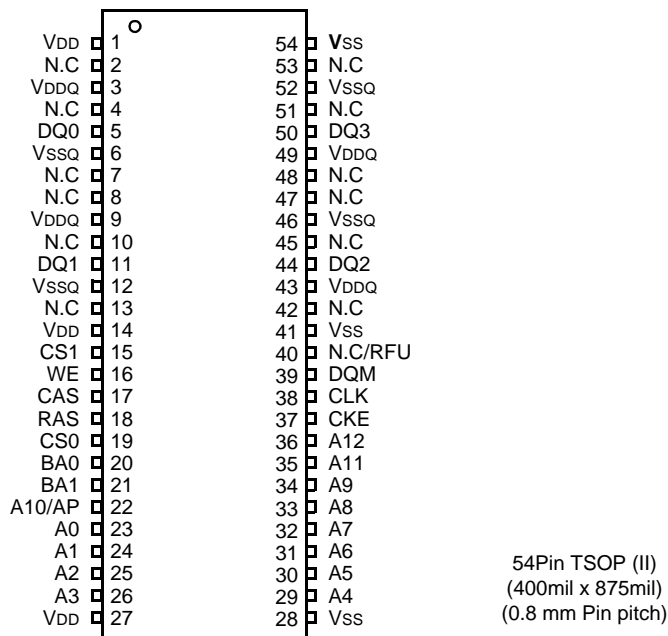 VDD 1 54 VSS
N.C 2 53 N.C
VDDQ 3 52 VSSQ
N.C 4 51 N.C
DQ0 5 50 DQ3
VSSQ 6 49 VDDQ
N.C 7 48 N.C
N.C 8 47 N.C
VDDQ 9 46 VSSQ
N.C 10 45 N.C
DQ1 11 44 DQ2
VSSQ 12 43 VDDQ
N.C 13 42 N.C
VDD 14 41 VSS
CS1 15 40 N.C/RFU
WE 16 39 DQM
CAS 17 38 CLK
RAS 18 37 CKE
CS0 19 36 A12
BA0 20 35 A11
BA1 21 34 A9
A10/AP 22 33 A8
A0 23 32 A7
A1 24 31 A6
A2 25 30 A5
A3 26 29 A4
VDD 27 28 VSS
54Pin TSOP (II)
(400mil x 875mil)
(0.8 mm Pin pitch)